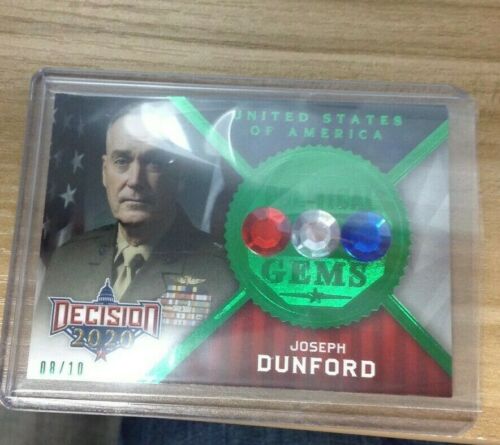 UNITED STATES
OF AMERICA
POLITICAL
GEMS
DECISION
2020
08/10
JOSEPH
DUNFORD